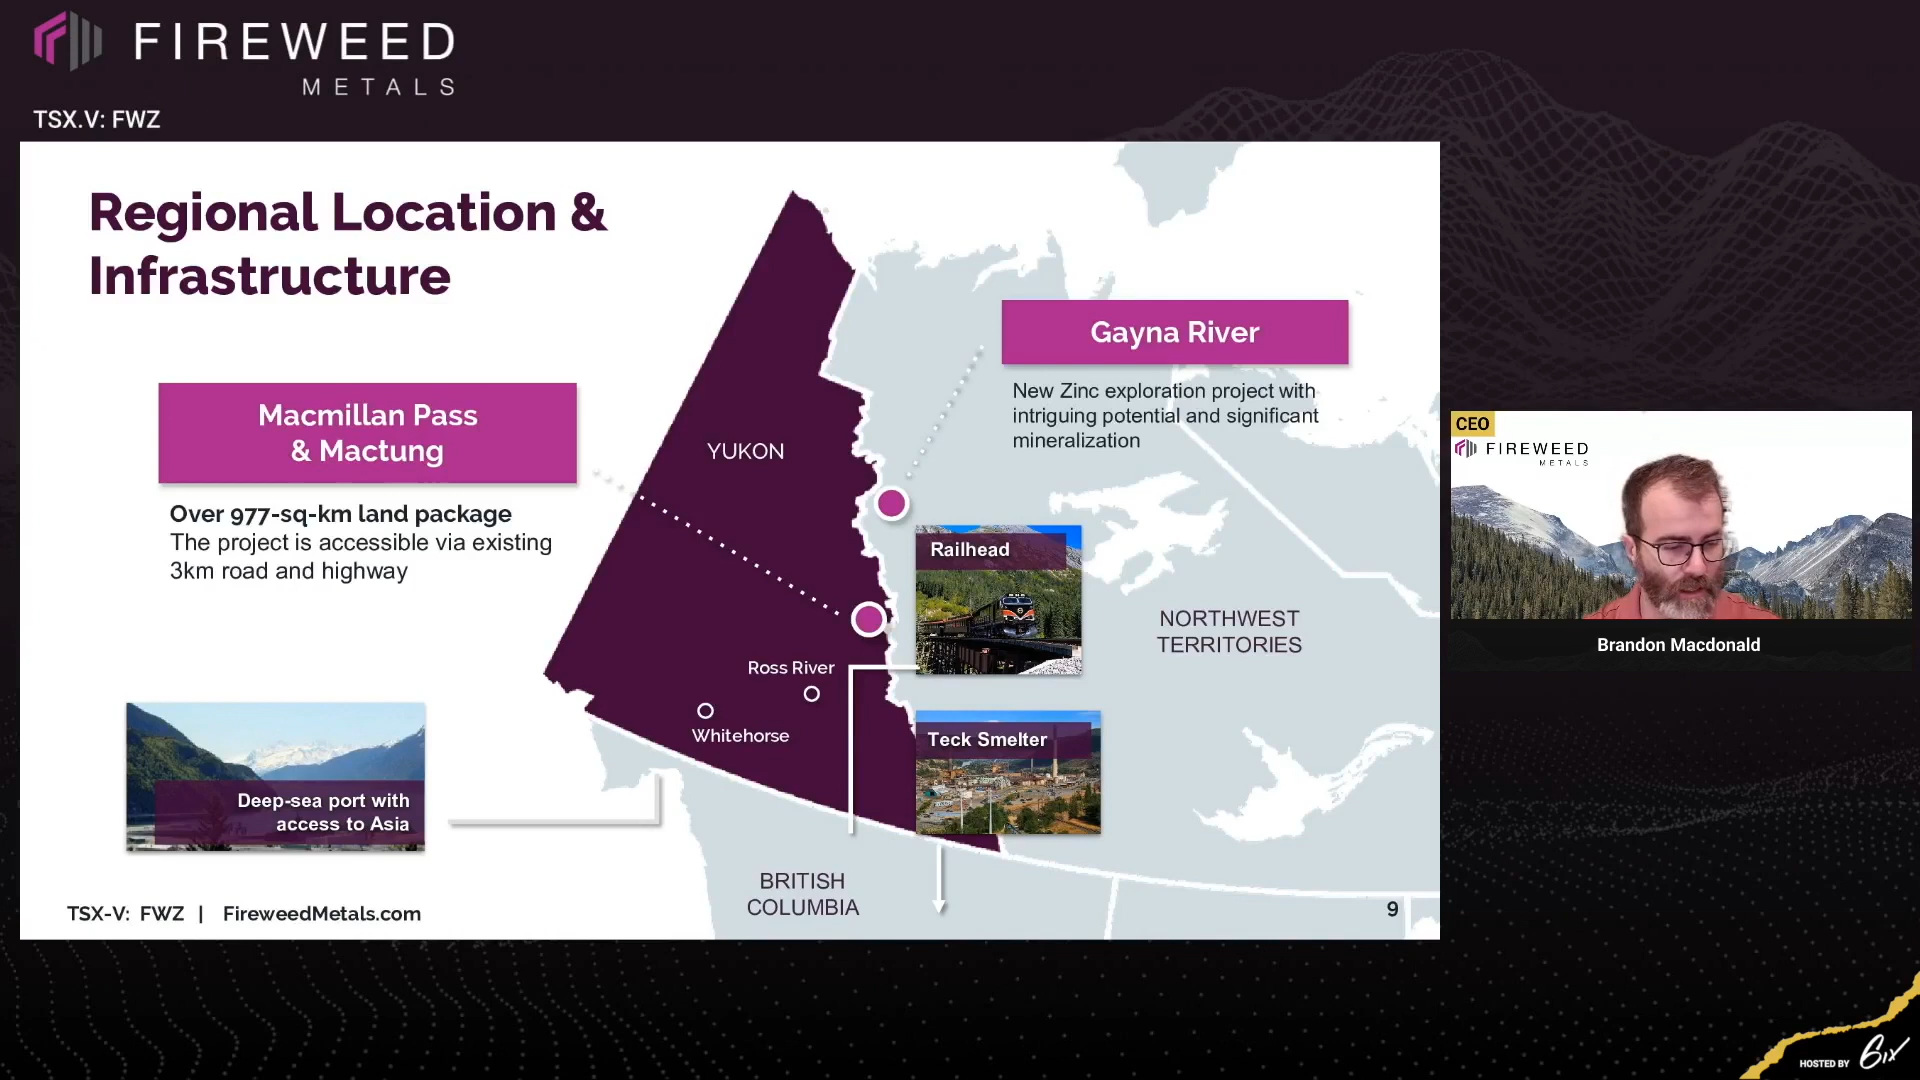 FIREWEED
METALS
TSX.V: FWZ
Regional Location &
Infrastructure
Macmillan Pass
& Mactung
Over 977-sq-km land package
The project is accessible via existing
3km road and highway
Deep-sea port with
access to Asia
YUKON
Ross River
Whitehorse
Gayna River
New Zinc exploration project with
intriguing potential and significant
mineralization
Railhead
Teck Smelter
NORTHWEST
TERRITORIES
BRITISH
COLUMBIA
TSX-V: FWZ | FireweedMetals.com
9
CEO
FIREWEED
METALS
Brandon Macdonald
HOSTED BY 6ix